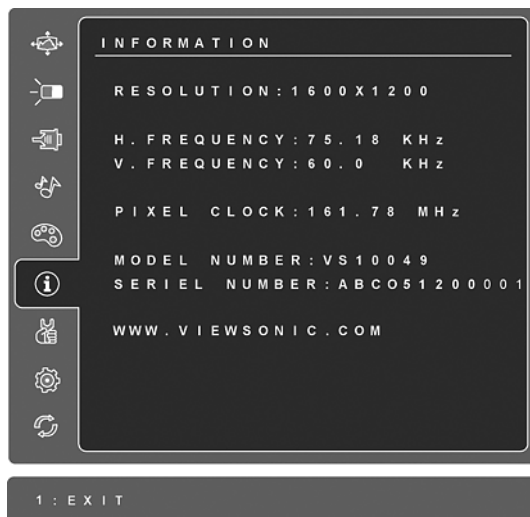 INFORMATION
RESOLUTION:1600X1200
H. FREQUENCY:75.18 KHz
V. FREQUENCY:60.0 KHz
PIXEL CLOCK:161.78 MHz
MODEL NUMBER:VS10049
SERIEL NUMBER:ABCO51200001
WWW.VIEWSONIC.COM
1:EXIT